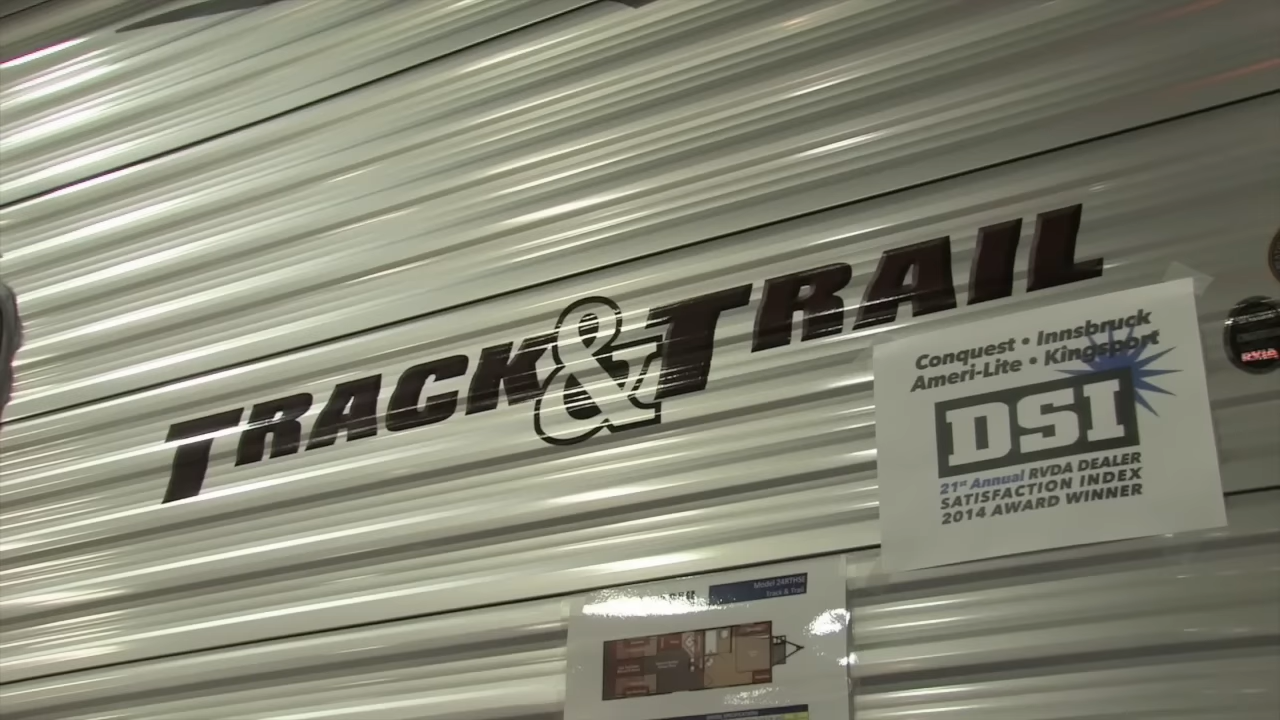 TRACK & TRAIL
Conquest • Innsbruck
Ameri-Lite • Kingsport
DSI
21st Annual RVDA DEALER
SATISFACTION INDEX
2014 AWARD WINNER
Model 24RTHSE
Track & Trail